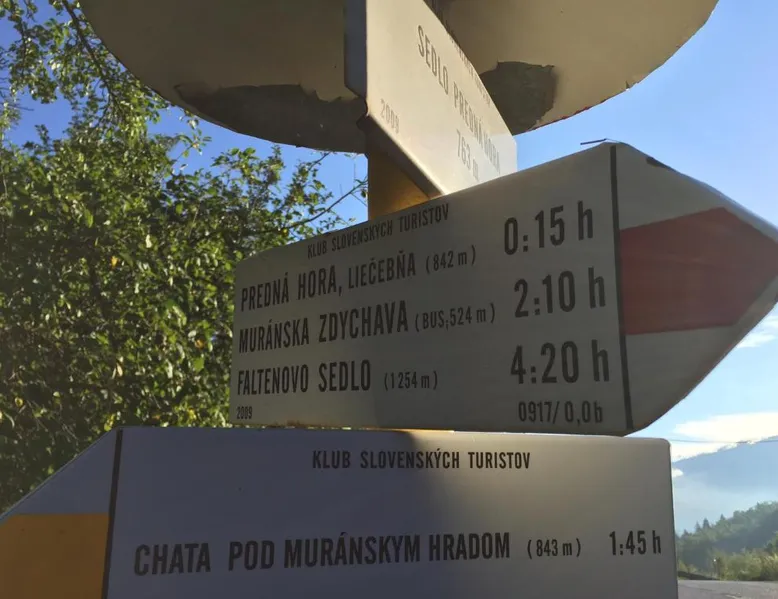 SEDLO PREDNÁ HORA
763 m
2009
KLUB SLOVENSKÝCH TURISTOV
PREDNÁ HORA, LIEČEBŇA (842 m) 0:15 h
MURÁNSKA ZDYCHAVA (BUS;524 m) 2:10 h
FALTENOVO SEDLO (1254 m) 4:20 h
2009 0917/0,0b
KLUB SLOVENSKÝCH TURISTOV
CHATA POD MURÁNSKYM HRADOM (843 m) 1:45 h